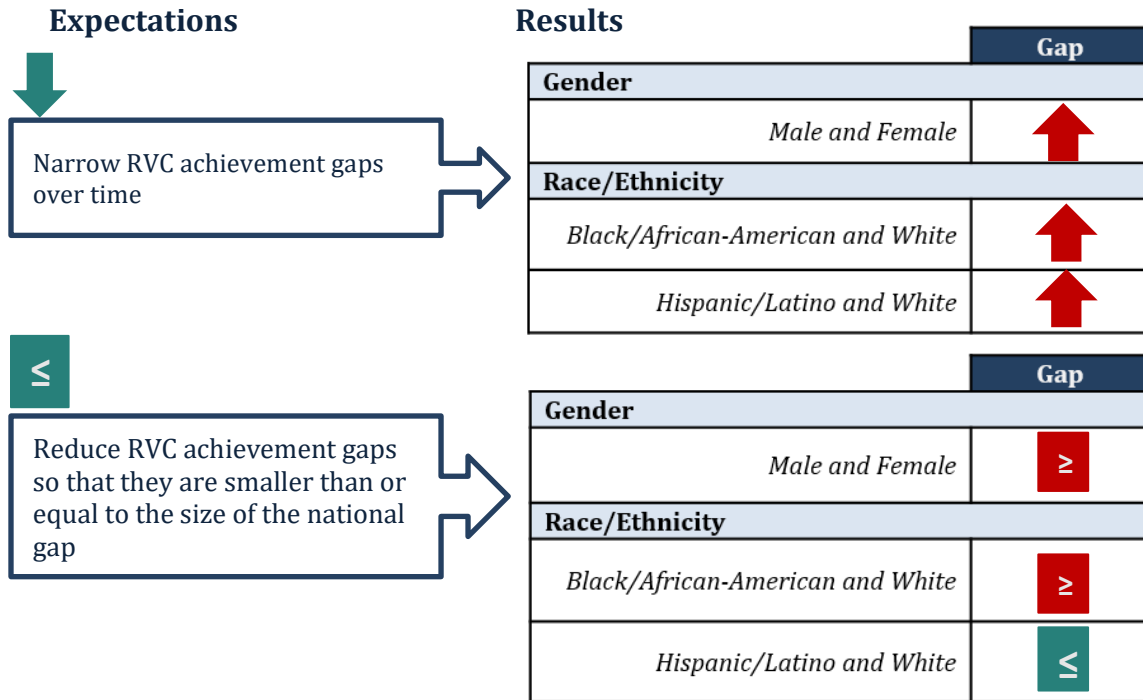 Expectations
Results
Narrow RVC achievement gaps
over time
Gap
Gender
Male and Female
Race/Ethnicity
Black/African-American and White
Hispanic/Latino and White
≤
Reduce RVC achievement gaps
so that they are smaller than or
equal to the size of the national
gap
Gap
Gender
Male and Female
≥
Race/Ethnicity
Black/African-American and White
≥
Hispanic/Latino and White
≤